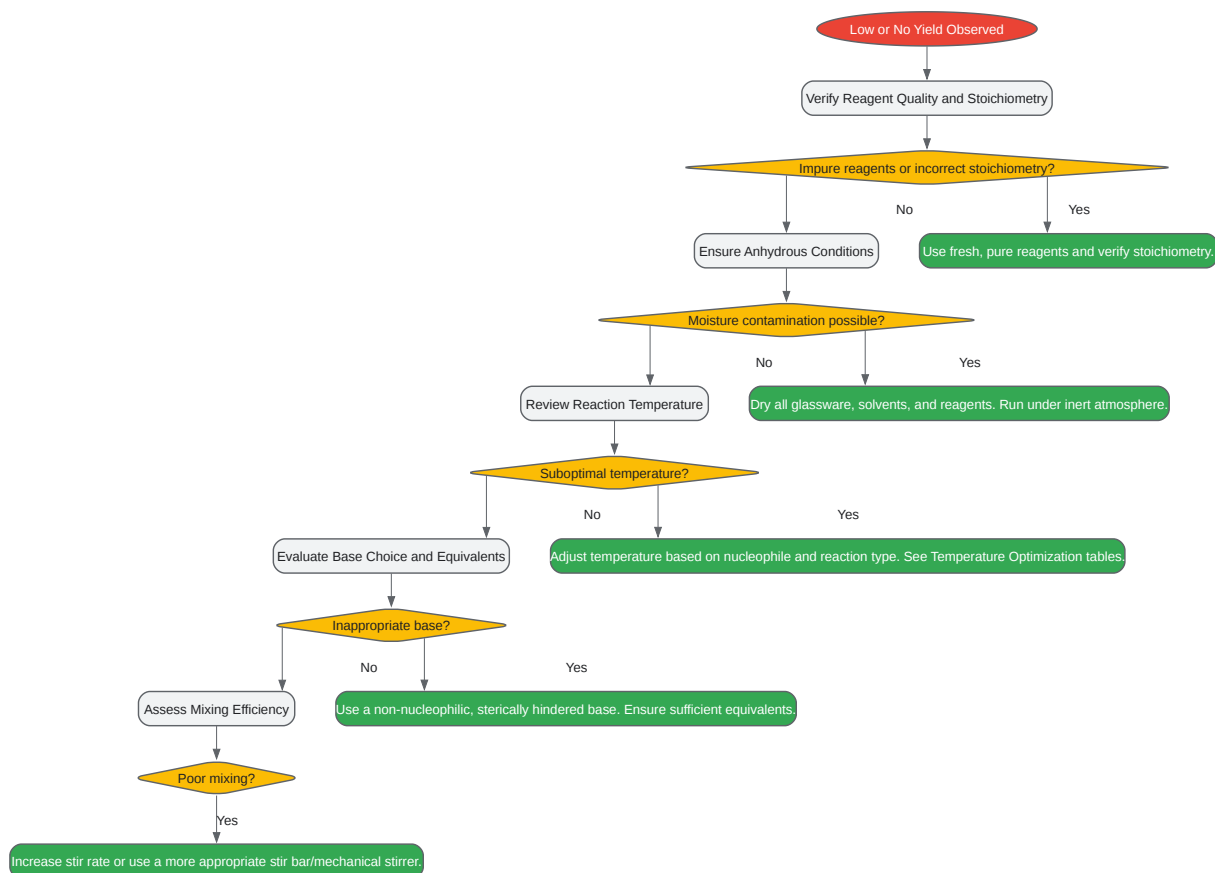 Low or No Yield Observed
Verify Reagent Quality and Stoichiometry
Impure reagents or incorrect stoichiometry?
No
Yes
Ensure Anhydrous Conditions
Use fresh, pure reagents and verify stoichiometry.
Moisture contamination possible?
No
Yes
Review Reaction Temperature
Dry all glassware, solvents, and reagents. Run under inert atmosphere.
Suboptimal temperature?
No
Yes
Evaluate Base Choice and Equivalents
Adjust temperature based on nucleophile and reaction type. See Temperature Optimization tables.
Inappropriate base?
No
Yes
Assess Mixing Efficiency
Use a non-nucleophilic, sterically hindered base. Ensure sufficient equivalents.
Poor mixing?
Yes
Increase stir rate or use a more appropriate stir bar/mechanical stirrer.